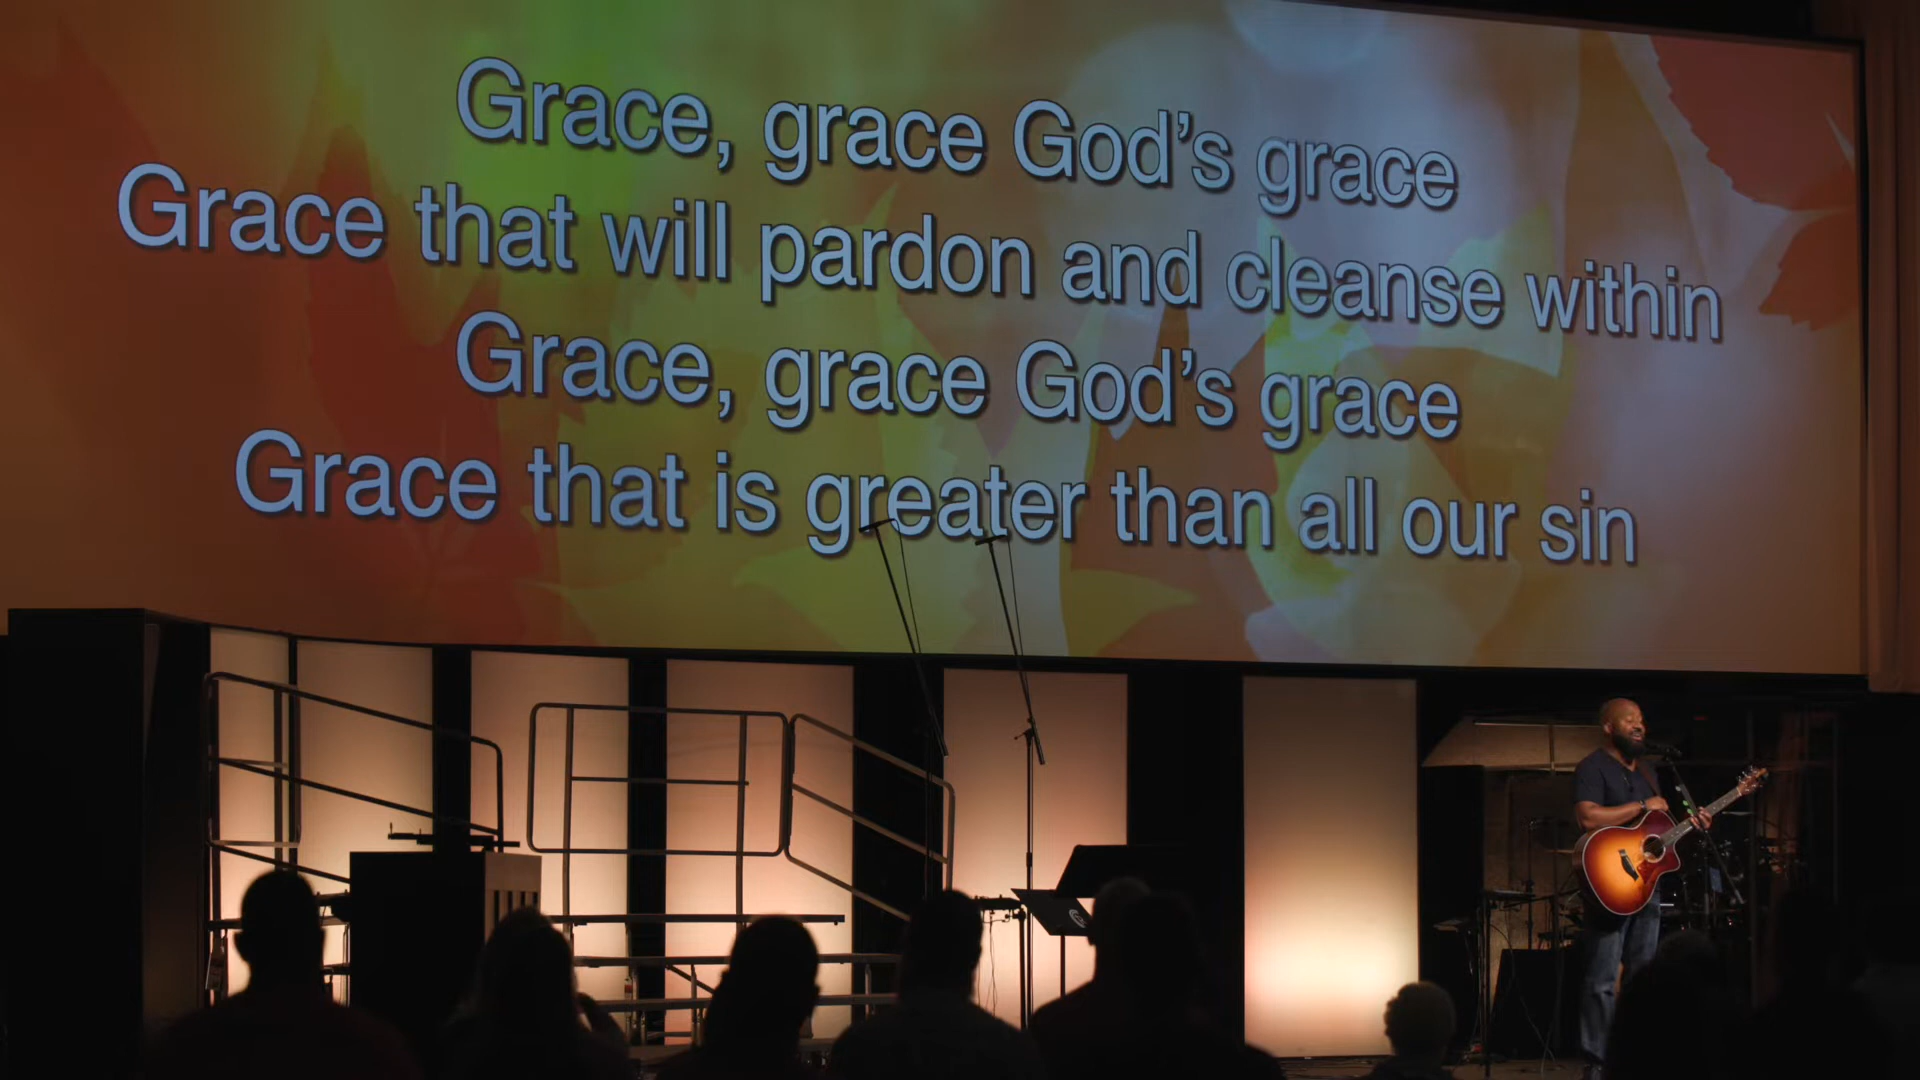 Grace, grace God's grace
Grace that will pardon and cleanse within
Grace, grace God's grace
Grace that is greater than all our sin